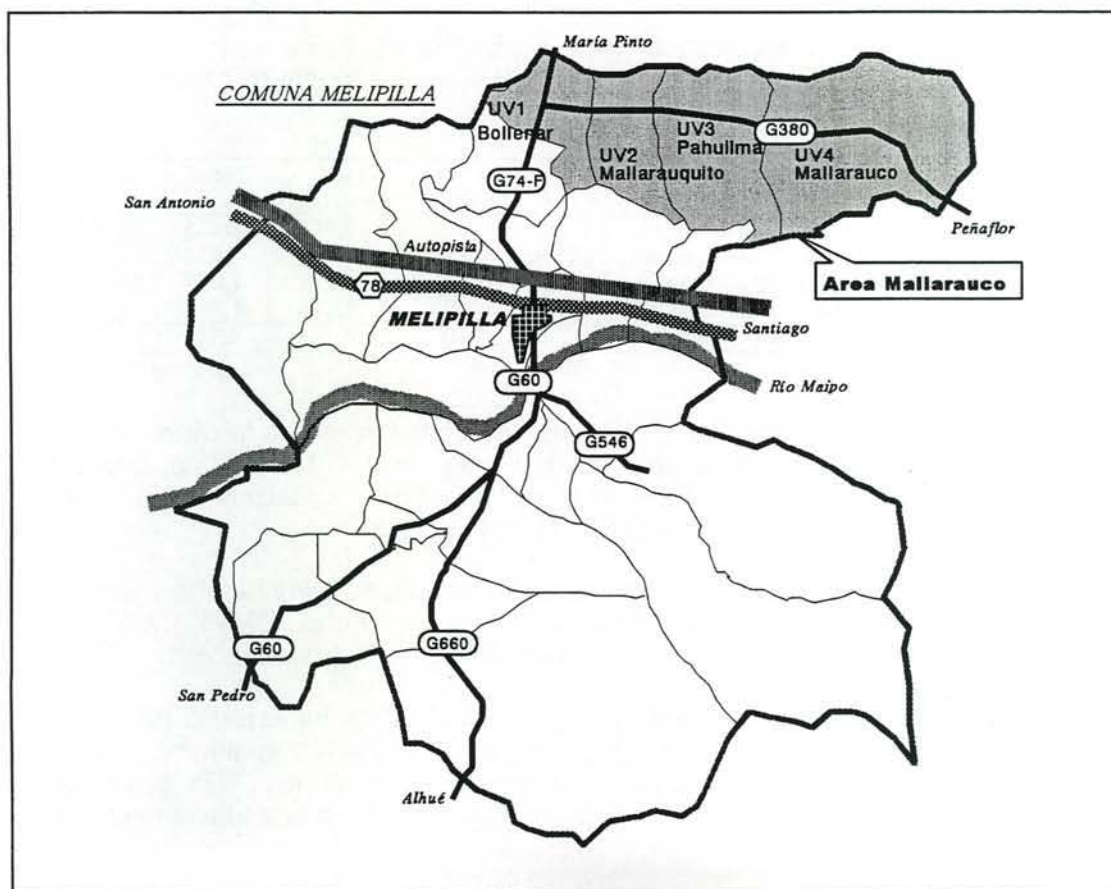 María Pinto
COMUNA MELIPILLA
UV1
Bollenar
UV2
Mallarauquito
UV3
Pahuilma
G380
UV4
Mallarauco
G74-F
San Antonio
Peñaflor
Autopista
Area Mallarauco
78
MELIPILLA
Santiago
G60
Río Maipo
G546
G60
G660
San Pedro
Alhué